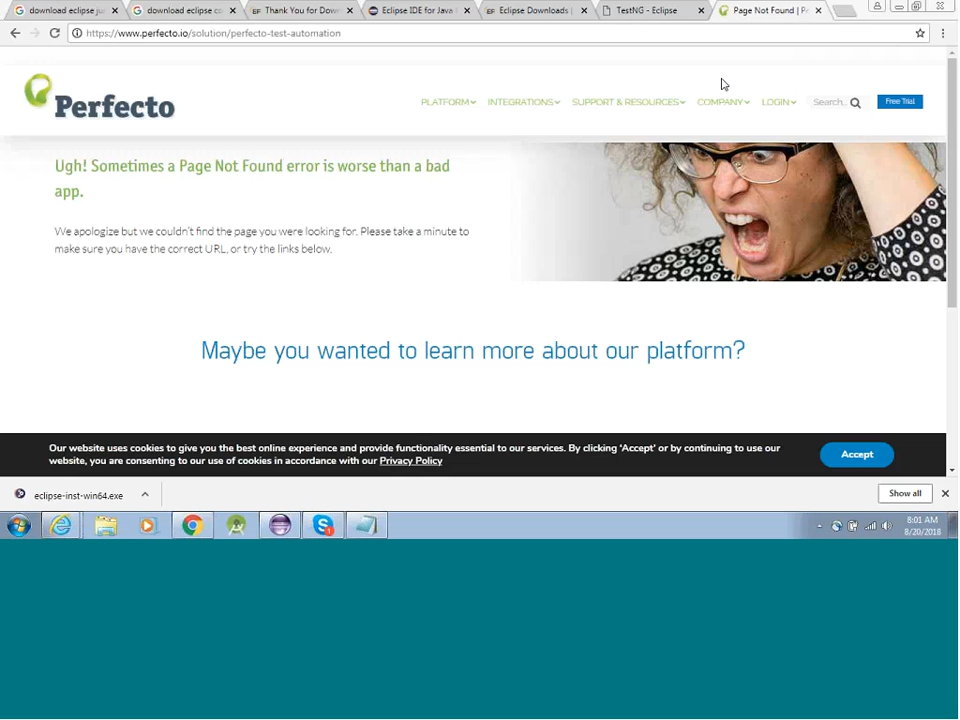 download eclipse ju
download eclipse co
Thank You for Dow
Eclipse IDE for Java
Eclipse Downloads |
TestNG - Eclipse
Page Not Found | P
https://www.perfecto.io/solution/perfecto-test-automation
Perfecto
PLATFORM INTEGRATIONS SUPPORT & RESOURCES COMPANY LOGIN Search.. Free Trial
Ugh! Sometimes a Page Not Found error is worse than a bad
app.
We apologize but we couldn't find the page you were looking for. Please take a minute to
make sure you have the correct URL, or try the links below.
Maybe you wanted to learn more about our platform?
Our website uses cookies to give you the best online experience and provide functionality essential to our services. By clicking 'Accept' or by continuing to use our
website, you are consenting to our use of cookies in accordance with our Privacy Policy
Accept
eclipse-inst-win64.exe
Show all
8:01 AM
8/20/2018